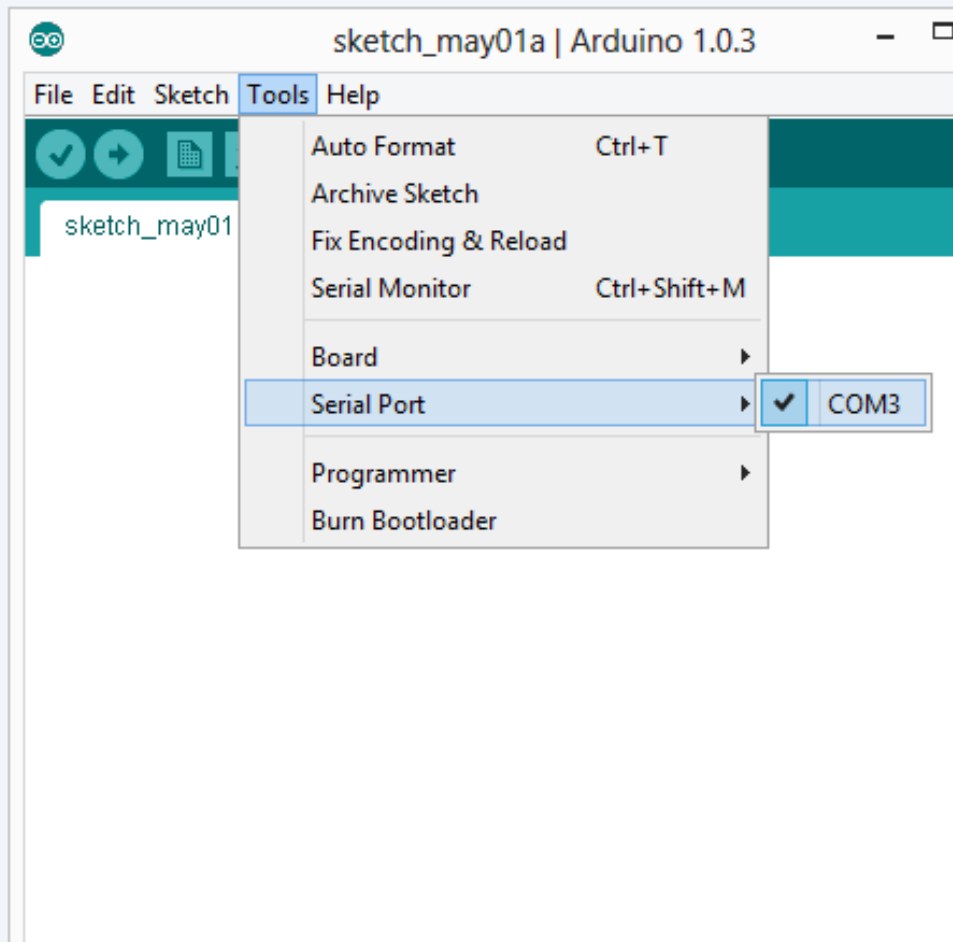 sketch_may01a | Arduino 1.0.3
File Edit Sketch Tools Help
Auto Format Ctrl+T
Archive Sketch
sketch_may01
Fix Encoding & Reload
Serial Monitor Ctrl+Shift+M
Board
Serial Port
COM3
Programmer
Burn Bootloader